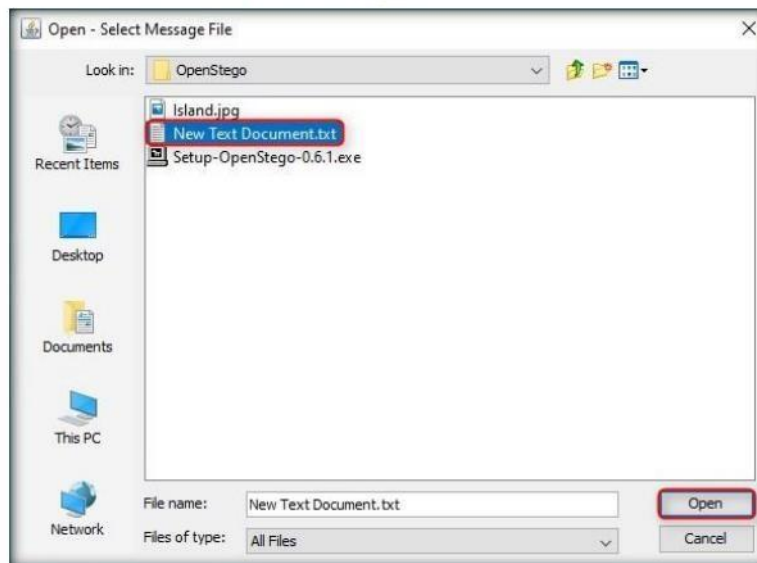 Open - Select Message File
Look in: OpenStego
Island.jpg
New Text Document.txt
Setup-OpenStego-0.6.1.exe
Recent Items
Desktop
Documents
This PC
Network
File name: New Text Document.txt Open
Files of type: All Files Cancel